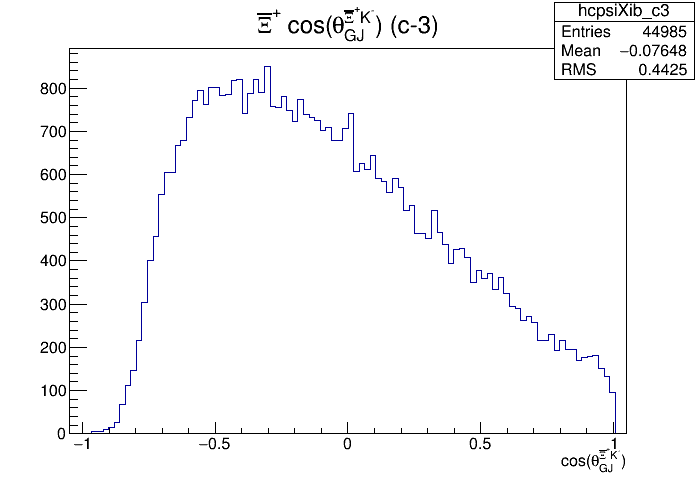 Ξ̅⁺ cos(θ_GJ^Ξ̅⁺K⁻) (c-3)
hcpsiXib_c3
Entries 44985
Mean −0.07648
RMS 0.4425
800
700
600
500
400
300
200
100
0
−1 −0.5 0 0.5 1
cos(θ_GJ^Ξ̅⁺K⁻)